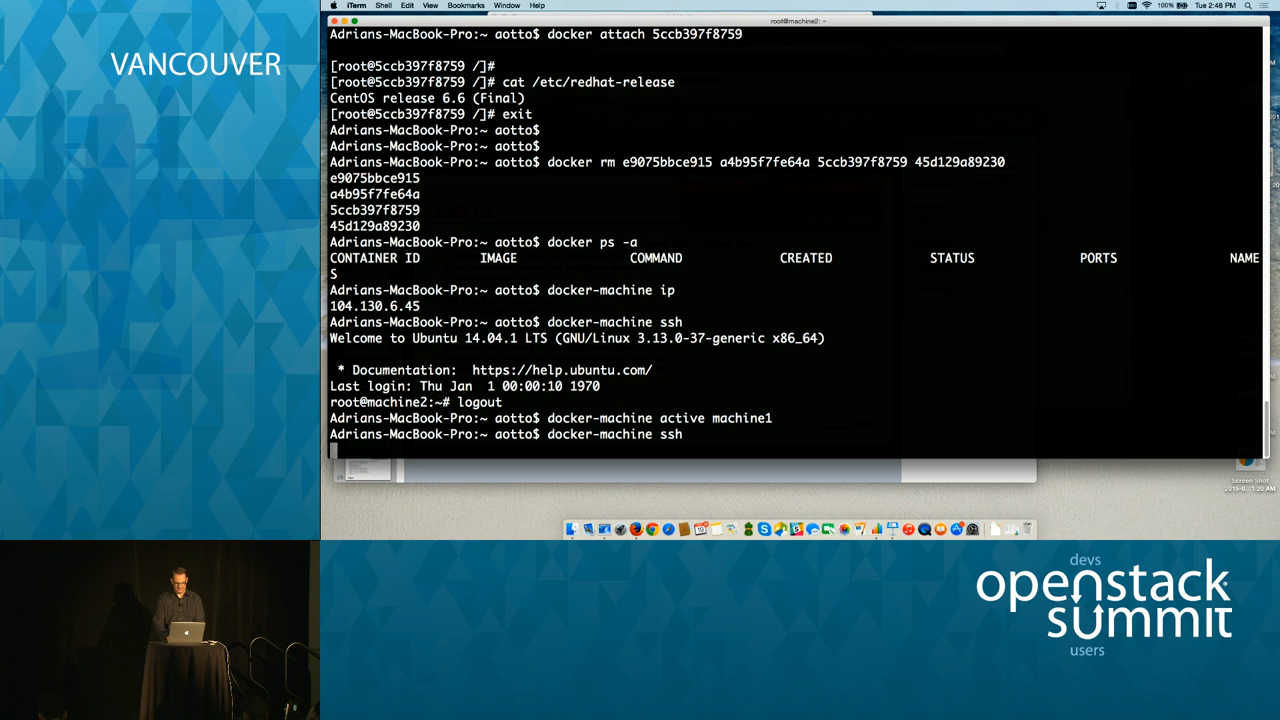 VANCOUVER
iTerm Shell Edit View Bookmarks Window Help
100% Tue 2:48 PM
root@machine2: ~
Adrians-MacBook-Pro:~ aotto$ docker attach 5ccb397f8759
[root@5ccb397f8759 /]#
[root@5ccb397f8759 /]# cat /etc/redhat-release
CentOS release 6.6 (Final)
[root@5ccb397f8759 /]# exit
Adrians-MacBook-Pro:~ aotto$
Adrians-MacBook-Pro:~ aotto$
Adrians-MacBook-Pro:~ aotto$ docker rm e9075bbce915 a4b95f7fe64a 5ccb397f8759 45d129a89230
e9075bbce915
a4b95f7fe64a
5ccb397f8759
45d129a89230
Adrians-MacBook-Pro:~ aotto$ docker ps -a
CONTAINER ID IMAGE COMMAND CREATED STATUS PORTS NAME
S
Adrians-MacBook-Pro:~ aotto$ docker-machine ip
104.130.6.45
Adrians-MacBook-Pro:~ aotto$ docker-machine ssh
Welcome to Ubuntu 14.04.1 LTS (GNU/Linux 3.13.0-37-generic x86_64)
* Documentation: https://help.ubuntu.com/
Last login: Thu Jan 1 00:00:10 1970
root@machine2:~# logout
Adrians-MacBook-Pro:~ aotto$ docker-machine active machine1
Adrians-MacBook-Pro:~ aotto$ docker-machine ssh
Screen Shot
devs
openstack
summit
users